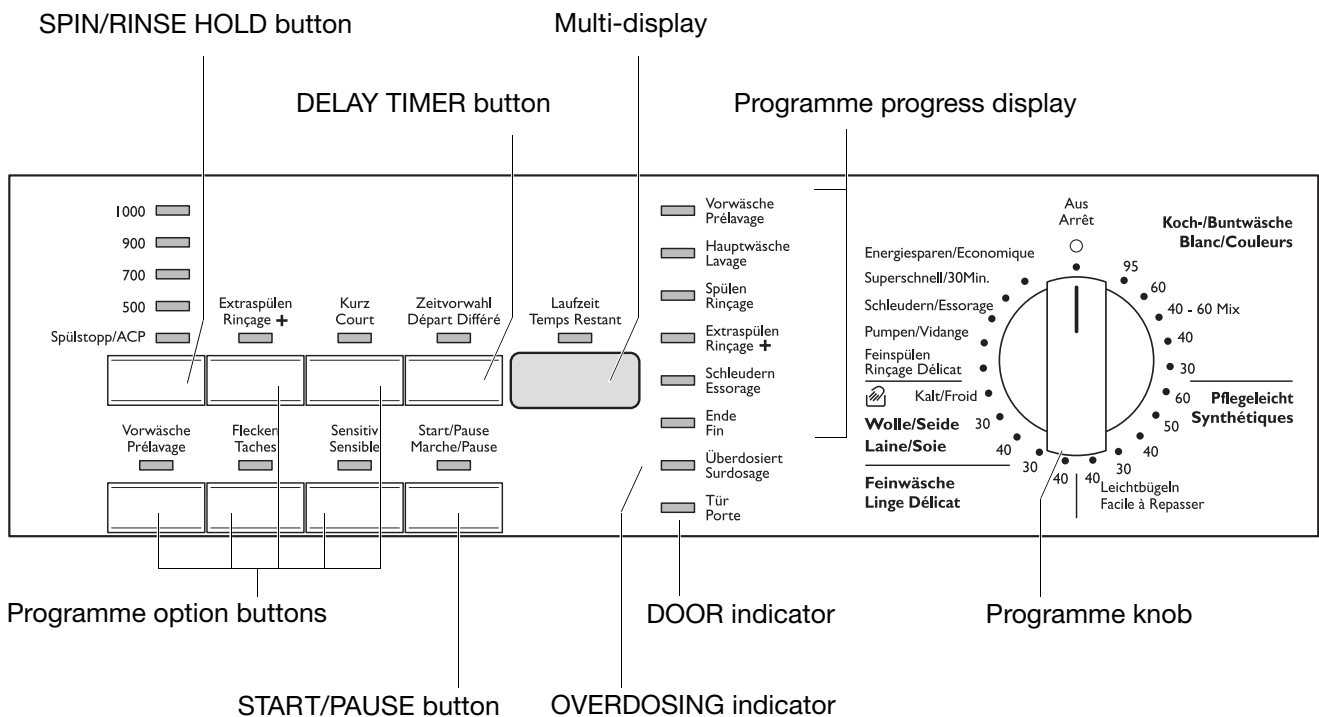 SPIN/RINSE HOLD button
Multi-display
DELAY TIMER button
Programme progress display
1000
900
700
500
Spülstopp/ACP
Extraspülen
Rinçage +
Kurz
Court
Zeitvorwahl
Départ Différé
Laufzeit
Temps Restant
Vorwäsche
Prélavage
Flecken
Taches
Sensitiv
Sensible
Start/Pause
Marche/Pause
Vorwäsche
Prélavage
Hauptwäsche
Lavage
Spülen
Rinçage
Extraspülen
Rinçage +
Schleudern
Essorage
Ende
Fin
Überdosiert
Surdosage
Tür
Porte
Aus
Arrêt
Koch-/Buntwäsche
Blanc/Couleurs
95
60
40 - 60 Mix
40
30
Pflegeleicht
Synthétiques
60
50
40
30
40
Leichtbügeln
Facile à Repasser
Energiesparen/Economique
Superschnell/30Min.
Schleudern/Essorage
Pumpen/Vidange
Feinspülen
Rinçage Délicat
Kalt/Froid
Wolle/Seide
Laine/Soie
30
40
Feinwäsche
Linge Délicat
30
40
Programme option buttons
DOOR indicator
Programme knob
START/PAUSE button
OVERDOSING indicator